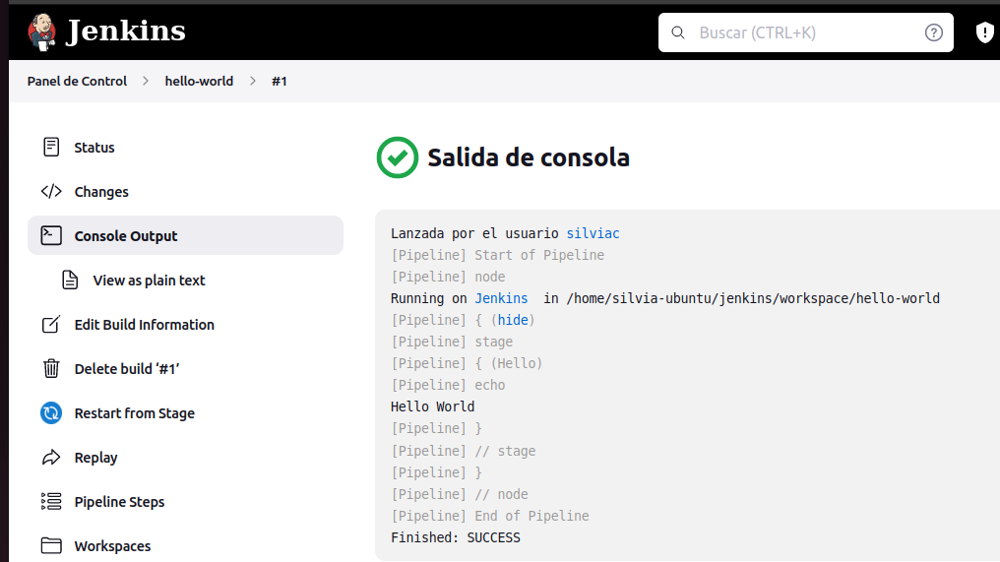 Jenkins
Buscar (CTRL+K)
Panel de Control > hello-world > #1
Status
Changes
Console Output
View as plain text
Edit Build Information
Delete build ‘#1’
Restart from Stage
Replay
Pipeline Steps
Workspaces
Salida de consola
Lanzada por el usuario silviac
[Pipeline] Start of Pipeline
[Pipeline] node
Running on Jenkins in /home/silvia-ubuntu/jenkins/workspace/hello-world
[Pipeline] { (hide)
[Pipeline] stage
[Pipeline] { (Hello)
[Pipeline] echo
Hello World
[Pipeline] }
[Pipeline] // stage
[Pipeline] }
[Pipeline] // node
[Pipeline] End of Pipeline
Finished: SUCCESS